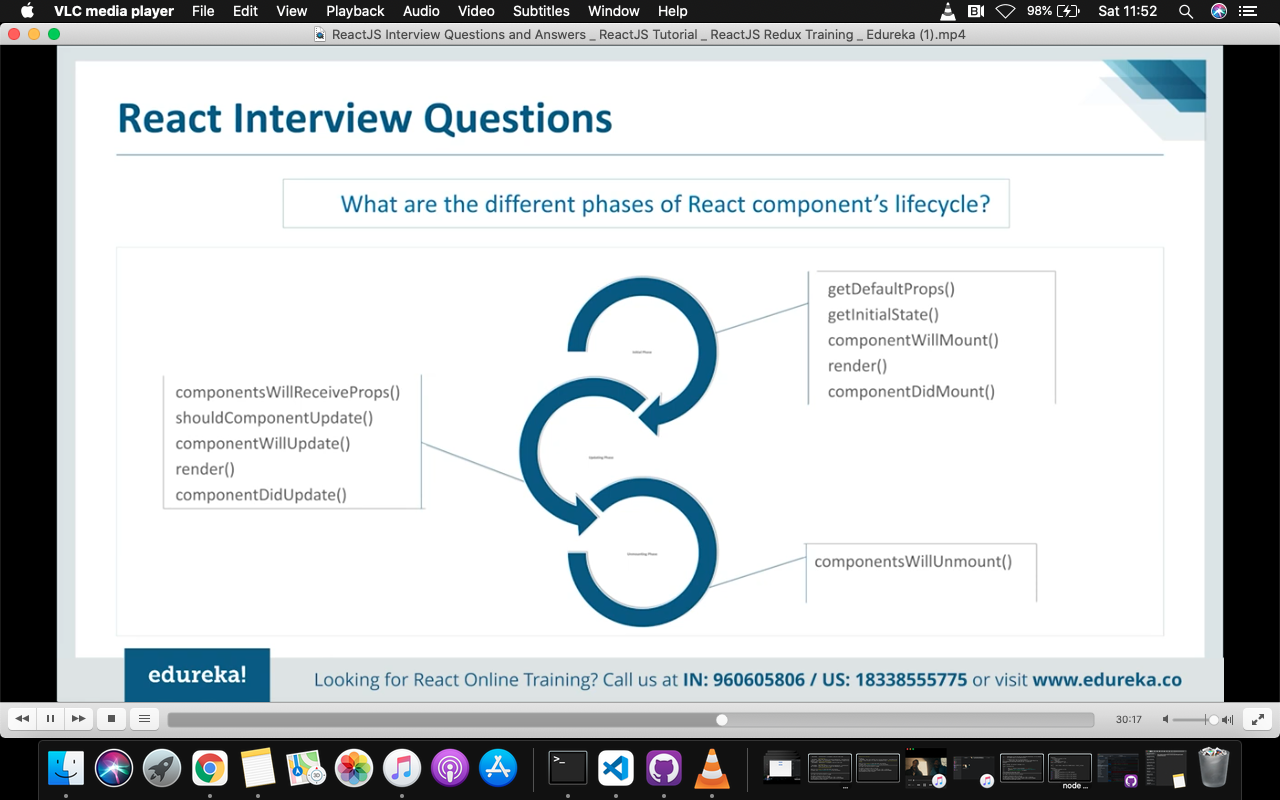 VLC media player File Edit View Playback Audio Video Subtitles Window Help 98% Sat 11:52
ReactJS Interview Questions and Answers _ ReactJS Tutorial _ ReactJS Redux Training _ Edureka (1).mp4
React Interview Questions
What are the different phases of React component's lifecycle?
getDefaultProps()
getInitialState()
componentWillMount()
render()
componentDidMount()
Initial Phase
componentsWillReceiveProps()
shouldComponentUpdate()
componentWillUpdate()
render()
componentDidUpdate()
Updating Phase
Unmounting Phase
componentsWillUnmount()
edureka!
Looking for React Online Training? Call us at IN: 960605806 / US: 18338555775 or visit www.edureka.co
30:17
node ...